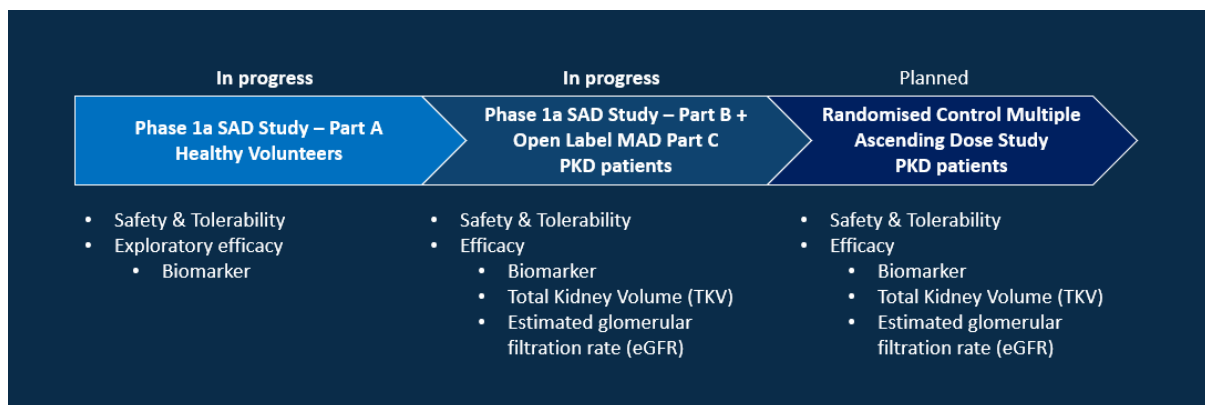 In progress
Phase 1a SAD Study – Part A
Healthy Volunteers
• Safety & Tolerability
• Exploratory efficacy
• Biomarker
In progress
Phase 1a SAD Study – Part B +
Open Label MAD Part C
PKD patients
• Safety & Tolerability
• Efficacy
• Biomarker
• Total Kidney Volume (TKV)
• Estimated glomerular
filtration rate (eGFR)
Planned
Randomised Control Multiple
Ascending Dose Study
PKD patients
• Safety & Tolerability
• Efficacy
• Biomarker
• Total Kidney Volume (TKV)
• Estimated glomerular
filtration rate (eGFR)